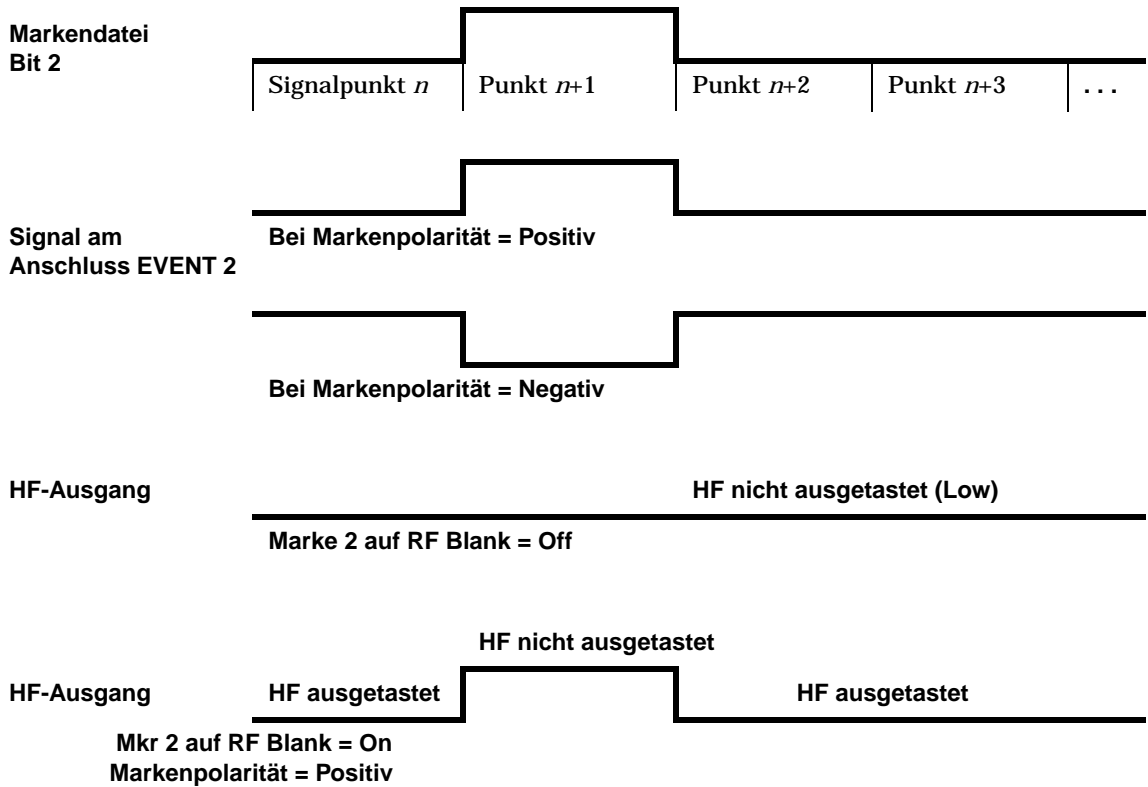 Markendatei
Bit 2
Signalpunkt n
Punkt n+1
Punkt n+2
Punkt n+3
. . .
Signal am
Anschluss EVENT 2
Bei Markenpolarität = Positiv
Bei Markenpolarität = Negativ
HF-Ausgang
HF nicht ausgetastet (Low)
Marke 2 auf RF Blank = Off
HF nicht ausgetastet
HF-Ausgang
HF ausgetastet
HF ausgetastet
Mkr 2 auf RF Blank = On
Markenpolarität = Positiv